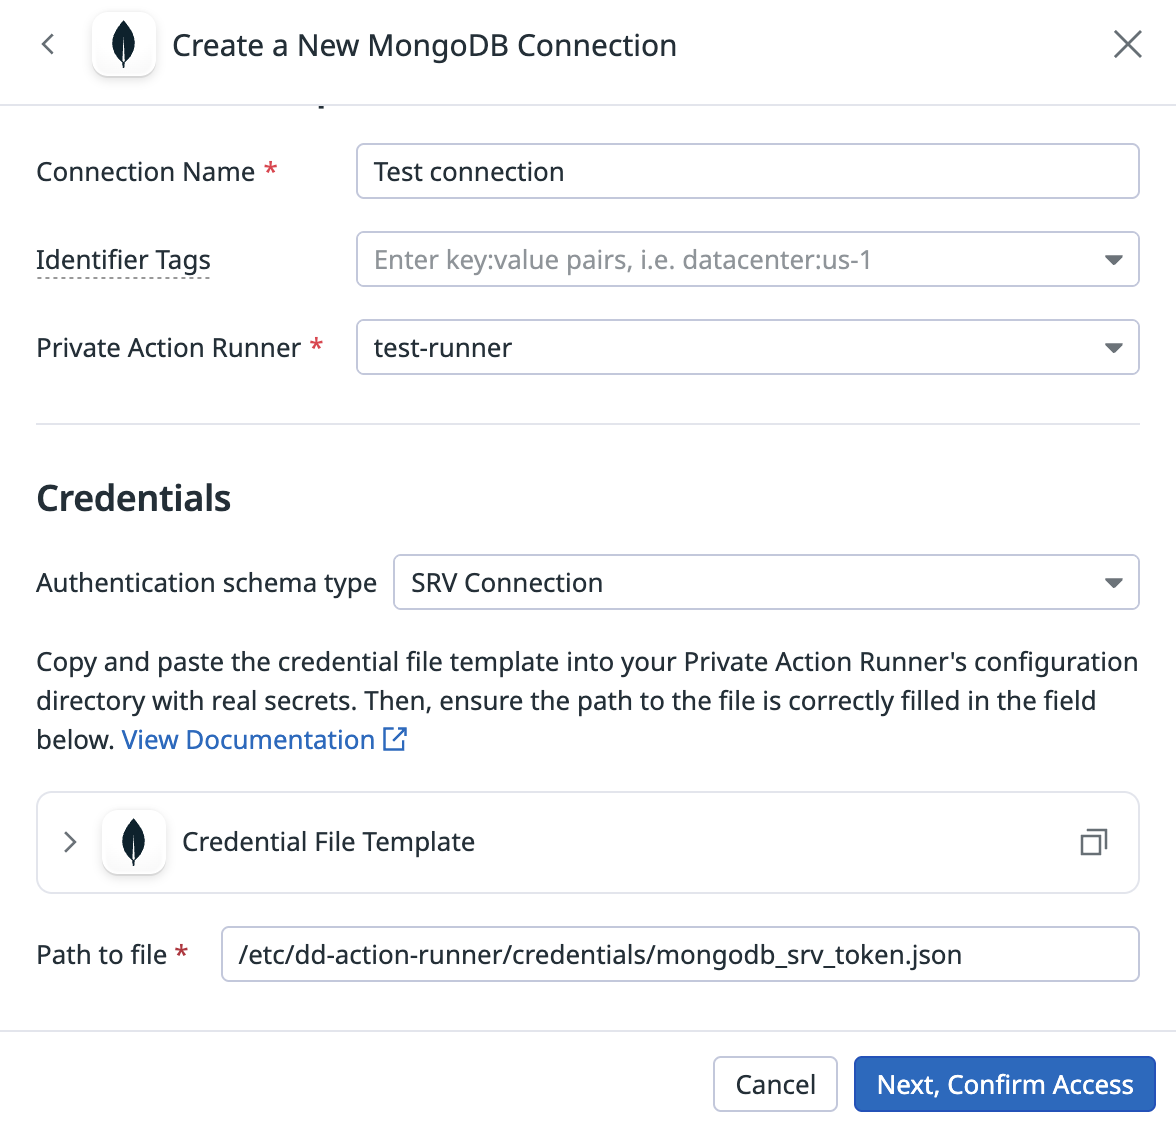 Create a New MongoDB Connection
Connection Name *
Test connection
Identifier Tags
Enter key:value pairs, i.e. datacenter:us-1
Private Action Runner *
test-runner
Credentials
Authentication schema type
SRV Connection
Copy and paste the credential file template into your Private Action Runner's configuration
directory with real secrets. Then, ensure the path to the file is correctly filled in the field
below. View Documentation
Credential File Template
Path to file *
/etc/dd-action-runner/credentials/mongodb_srv_token.json
Cancel
Next, Confirm Access